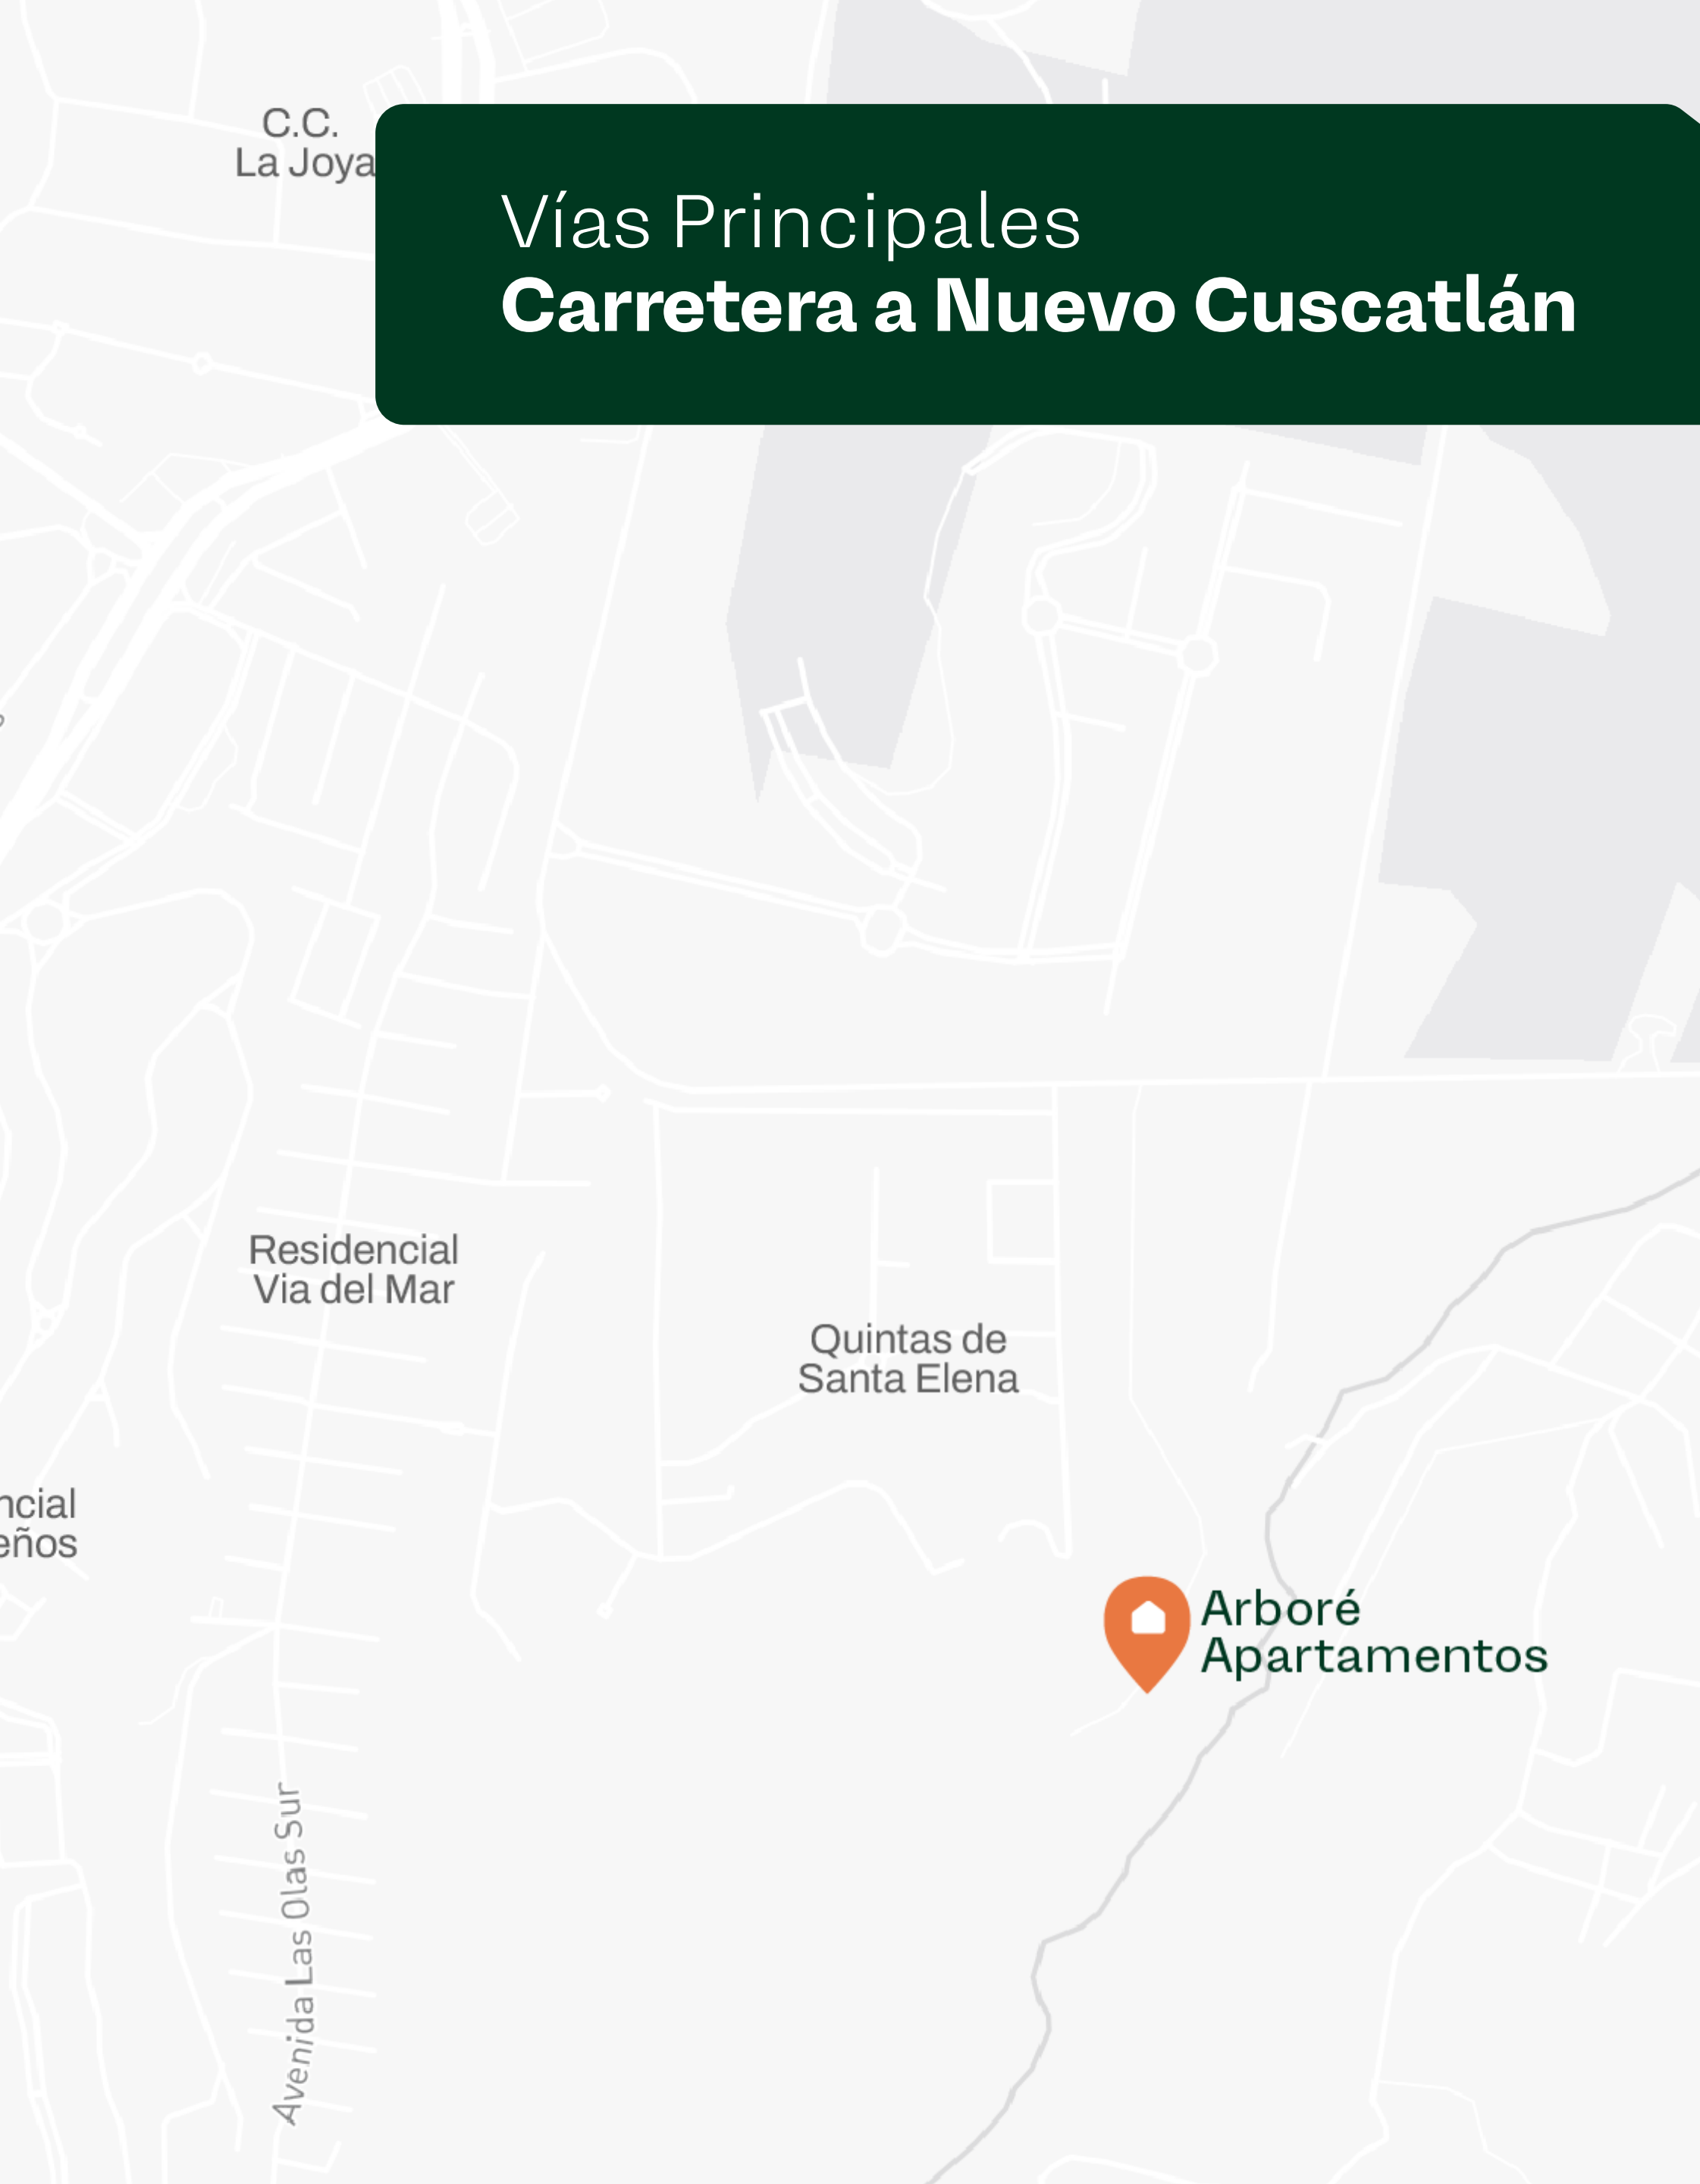 C.C.
La Joya
Vías Principales
Carretera a Nuevo Cuscatlán
Residencial
Via del Mar
Quintas de
Santa Elena
ncial
eños
Arboré
Apartamentos
Avenida Las Olas Sur